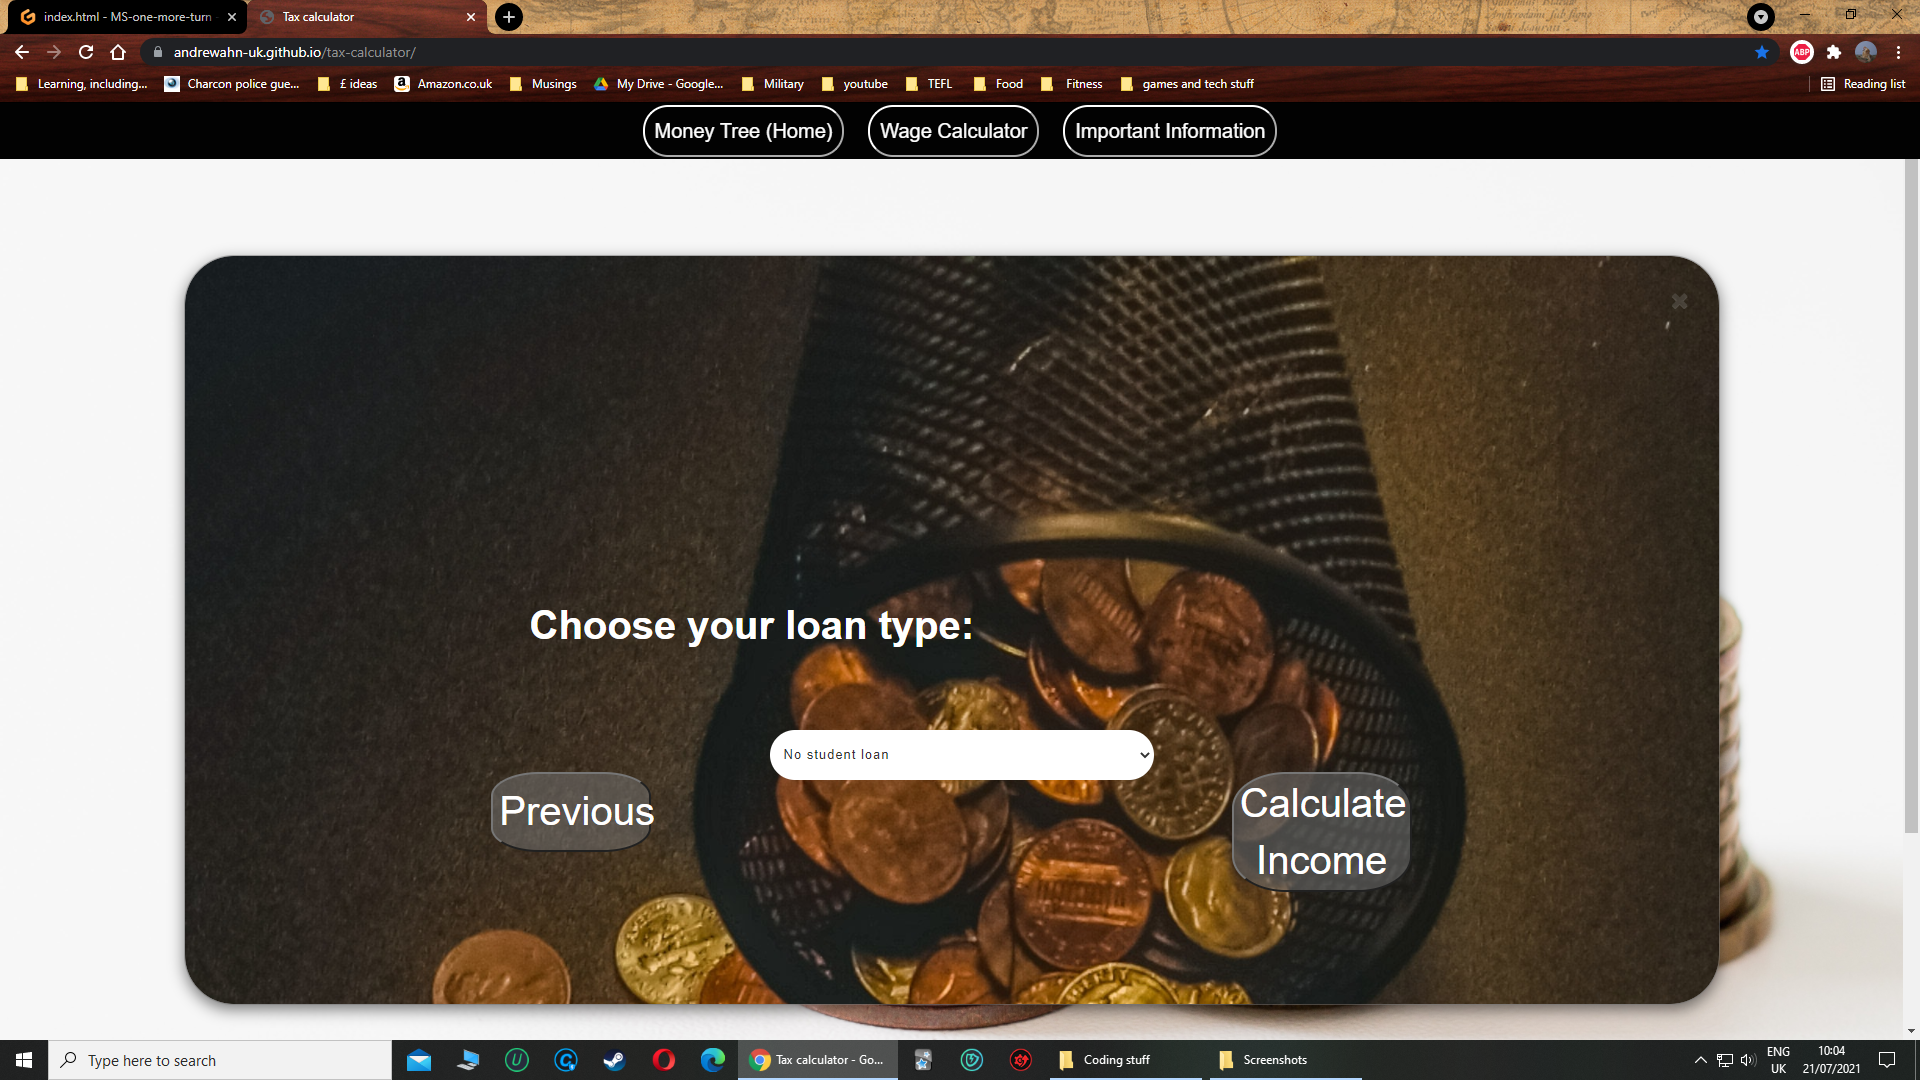 index.html - MS-one-more-turn
Tax calculator
andrewahn-uk.github.io/tax-calculator/
ABP
Learning, including...
Charcon police gue...
£ ideas
Amazon.co.uk
Musings
My Drive - Google...
Military
youtube
TEFL
Food
Fitness
games and tech stuff
Reading list
Money Tree (Home)
Wage Calculator
Important Information
Choose your loan type:
No student loan
Previous
Calculate
Income
Type here to search
Tax calculator - Go...
Coding stuff
Screenshots
ENG
UK
10:04
21/07/2021